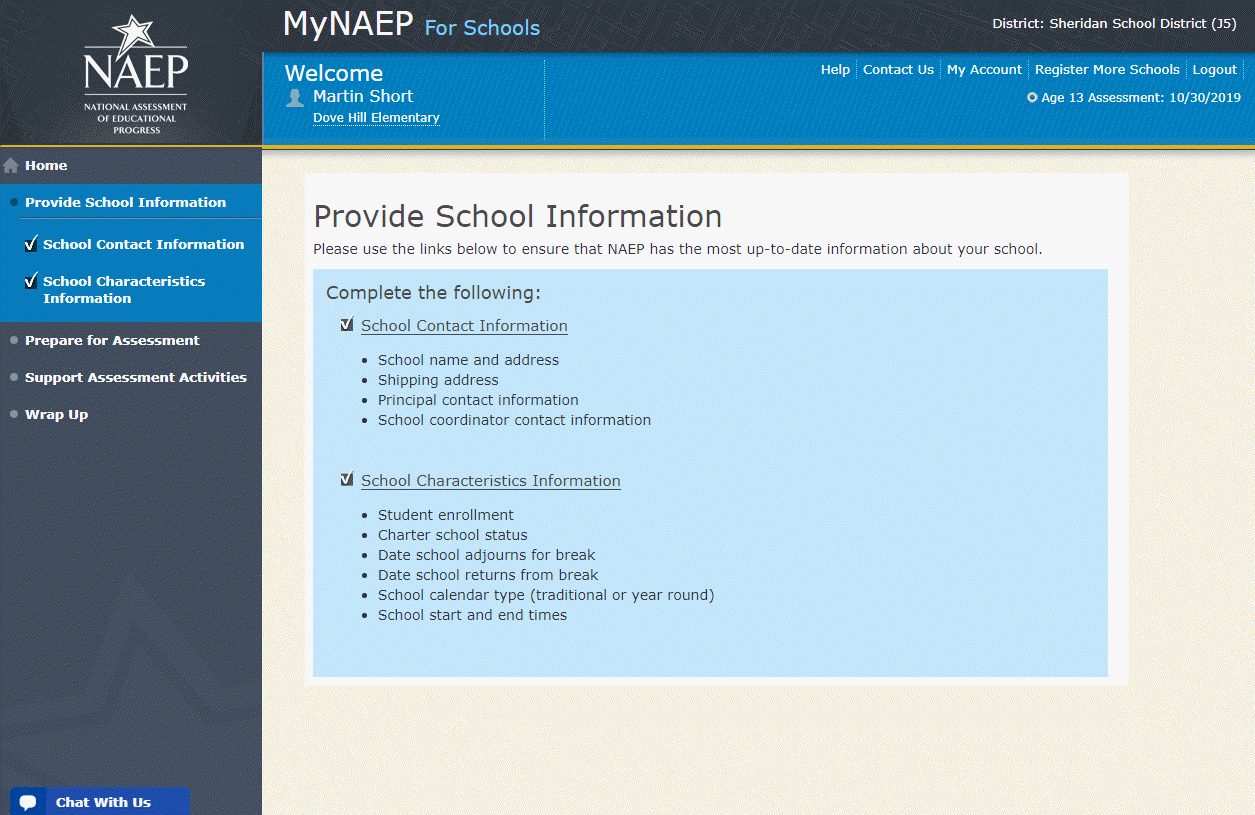 MyNAEP For Schools
District: Sheridan School District (J5)
NAEP
NATIONAL ASSESSMENT
OF EDUCATIONAL
PROGRESS
Welcome
Martin Short
Dove Hill Elementary
Help
Contact Us
My Account
Register More Schools
Logout
Age 13 Assessment: 10/30/2019
Home
Provide School Information
School Contact Information
School Characteristics
Information
Prepare for Assessment
Support Assessment Activities
Wrap Up
Chat With Us
Provide School Information
Please use the links below to ensure that NAEP has the most up-to-date information about your school.
Complete the following:
School Contact Information
School name and address
Shipping address
Principal contact information
School coordinator contact information
School Characteristics Information
Student enrollment
Charter school status
Date school adjourns for break
Date school returns from break
School calendar type (traditional or year round)
School start and end times